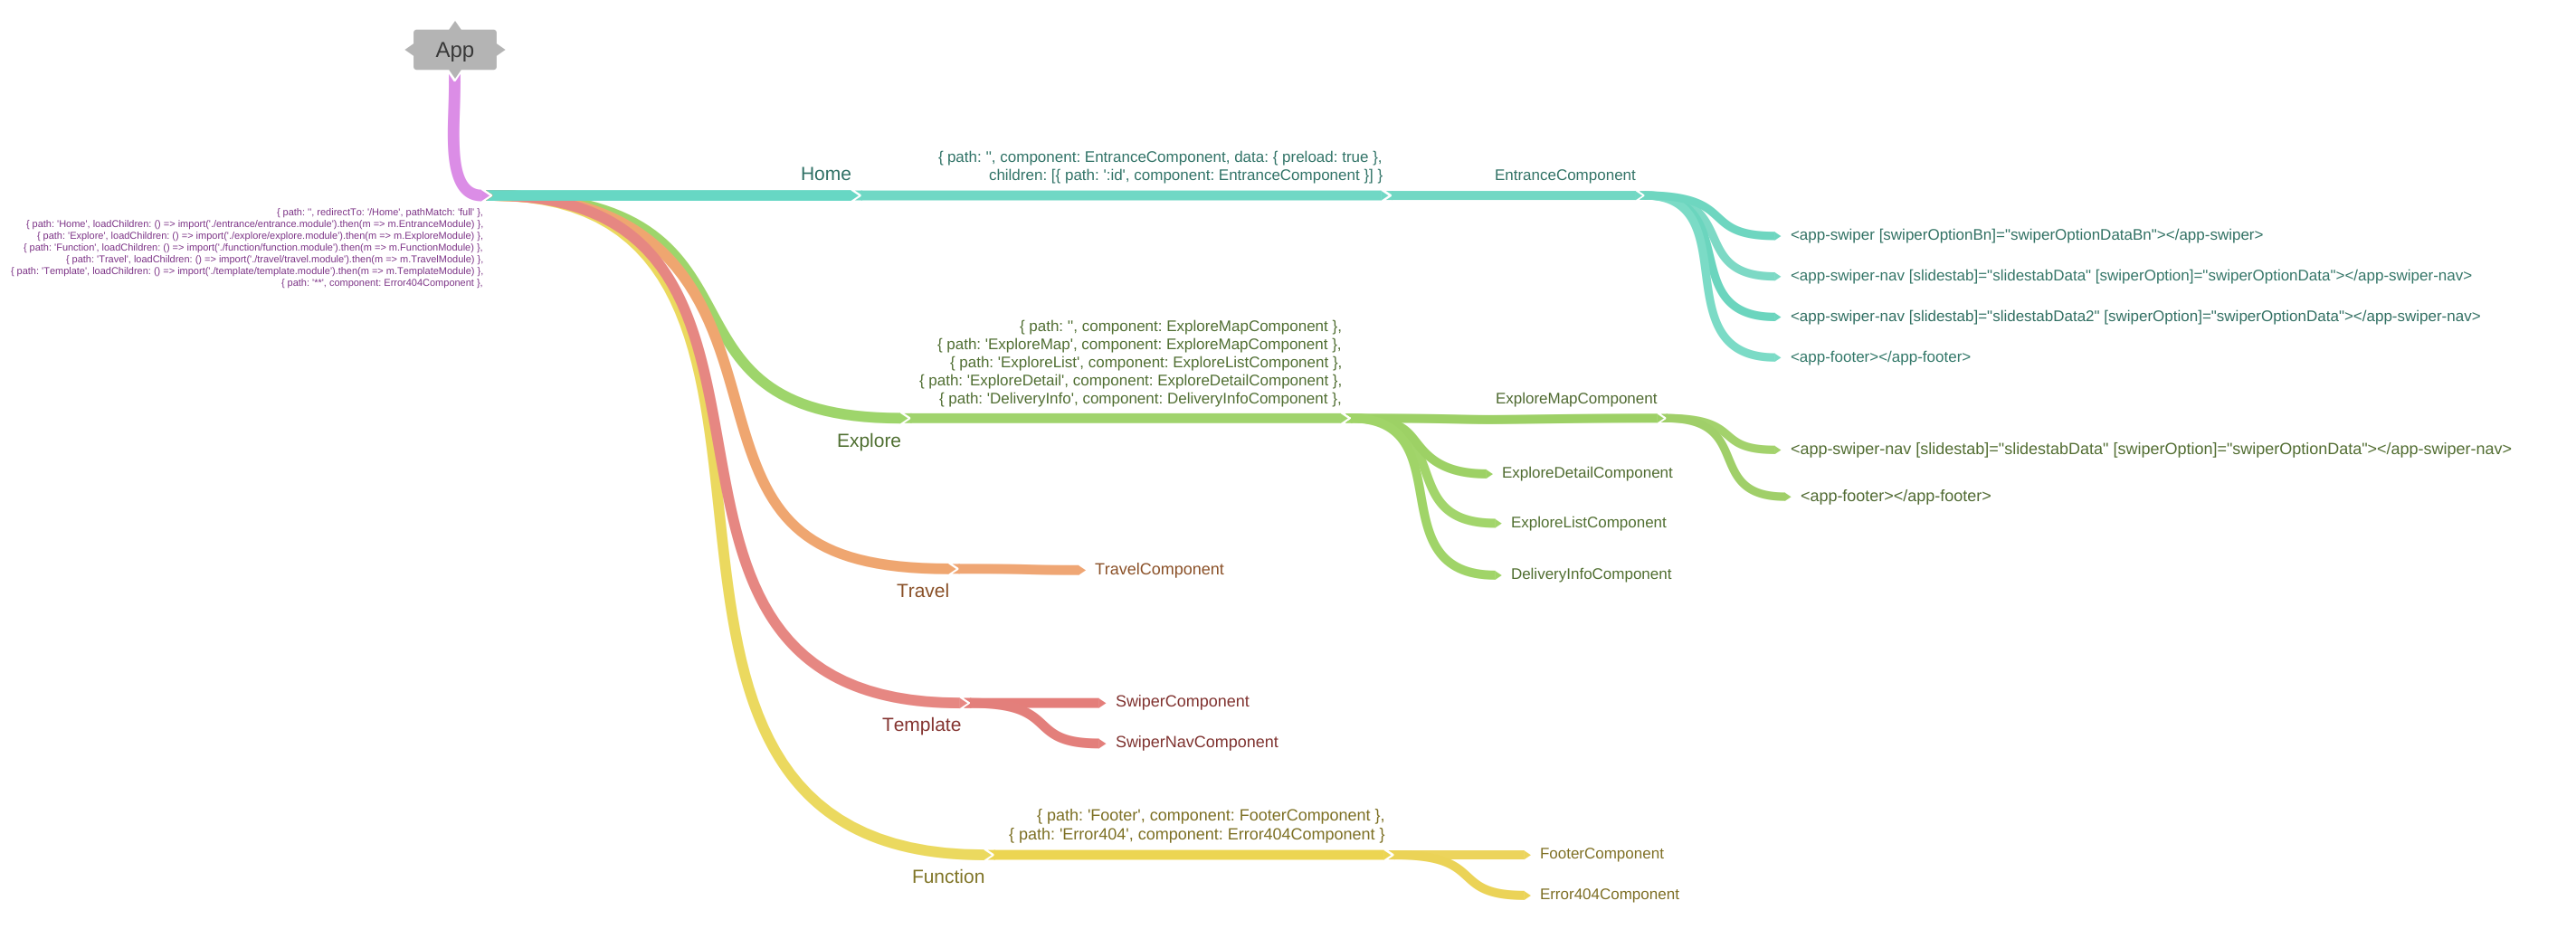 App
{ path: '', redirectTo: '/Home', pathMatch: 'full' },
{ path: 'Home', loadChildren: () => import('./entrance/entrance.module').then(m => m.EntranceModule) },
{ path: 'Explore', loadChildren: () => import('./explore/explore.module').then(m => m.ExploreModule) },
{ path: 'Function', loadChildren: () => import('./function/function.module').then(m => m.FunctionModule) },
{ path: 'Travel', loadChildren: () => import('./travel/travel.module').then(m => m.TravelModule) },
{ path: 'Template', loadChildren: () => import('./template/template.module').then(m => m.TemplateModule) },
{ path: '**', component: Error404Component },
Home
{ path: '', component: EntranceComponent, data: { preload: true },
children: [{ path: ':id', component: EntranceComponent }] }
EntranceComponent
<app-swiper [swiperOptionBn]="swiperOptionDataBn"></app-swiper>
<app-swiper-nav [slidestab]="slidestabData" [swiperOption]="swiperOptionData"></app-swiper-nav>
<app-swiper-nav [slidestab]="slidestabData2" [swiperOption]="swiperOptionData"></app-swiper-nav>
<app-footer></app-footer>
Explore
{ path: '', component: ExploreMapComponent },
{ path: 'ExploreMap', component: ExploreMapComponent },
{ path: 'ExploreList', component: ExploreListComponent },
{ path: 'ExploreDetail', component: ExploreDetailComponent },
{ path: 'DeliveryInfo', component: DeliveryInfoComponent },
ExploreMapComponent
<app-swiper-nav [slidestab]="slidestabData" [swiperOption]="swiperOptionData"></app-swiper-nav>
<app-footer></app-footer>
ExploreDetailComponent
ExploreListComponent
DeliveryInfoComponent
Travel
TravelComponent
Template
SwiperComponent
SwiperNavComponent
Function
{ path: 'Footer', component: FooterComponent },
{ path: 'Error404', component: Error404Component }
FooterComponent
Error404Component